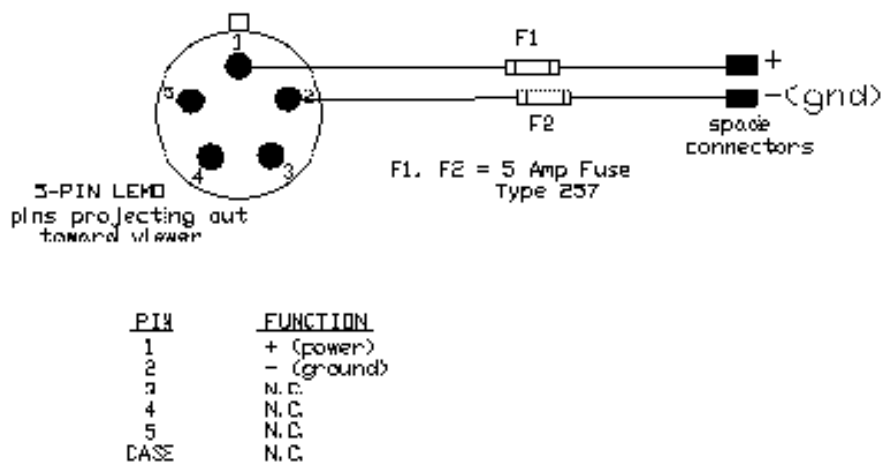 1
5
2
4
3
F1
+
-(gnd)
F2
spade
connectors
F1, F2 = 5 Amp Fuse
Type 257
5-PIN LEMO
pins projecting out
toward viewer
PIN FUNCTION
1 + (power)
2 - (ground)
3 N.C.
4 N.C.
5 N.C.
CASE N.C.